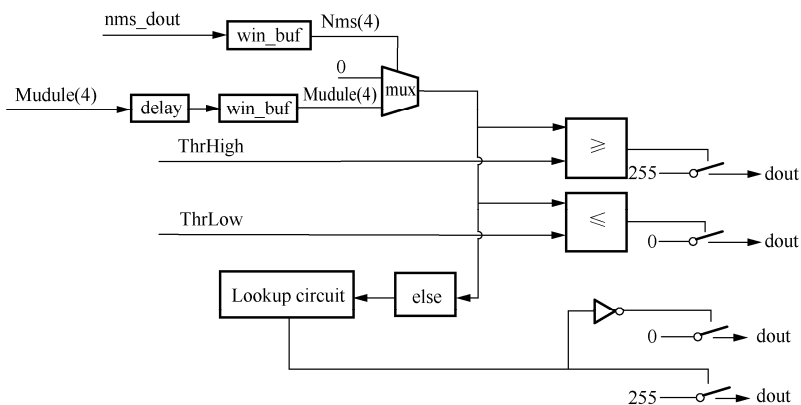 nms_dout
win_buf
Nms(4)
0
mux
Mudule(4)
delay
win_buf
Mudule(4)
ThrHigh
≥
255
dout
ThrLow
≤
0
dout
Lookup circuit
else
0
dout
255
dout